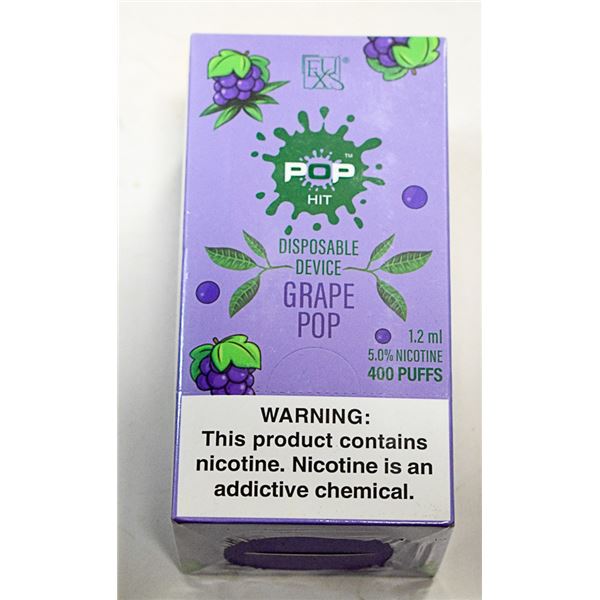 POP™
HIT
DISPOSABLE
DEVICE
GRAPE
POP
1.2 ml
5.0% NICOTINE
400 PUFFS
WARNING:
This product contains
nicotine. Nicotine is an
addictive chemical.